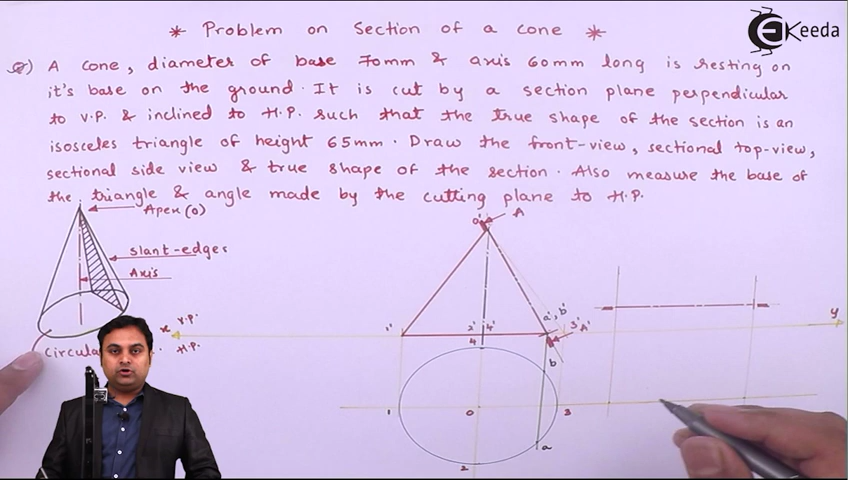 * Problem on Section of a cone *
EKeeda
Q) A cone, diameter of base 70mm & axis 60mm long is resting on
it's base on the ground. It is cut by a section plane perpendicular
to V.P. & inclined to H.P. such that the true shape of the section is an
isosceles triangle of height 65mm. Draw the front-view, sectional top-view,
sectional side view & true shape of the section. Also measure the base of
the triangle & angle made by the cutting plane to H.P.
Apex (0)
slant-edges
Axis
Circula
x
V.P.
H.P.
y
o'
A
1'
2' 4'
a', b'
3'
A'
4
b
1
0
3
a
2